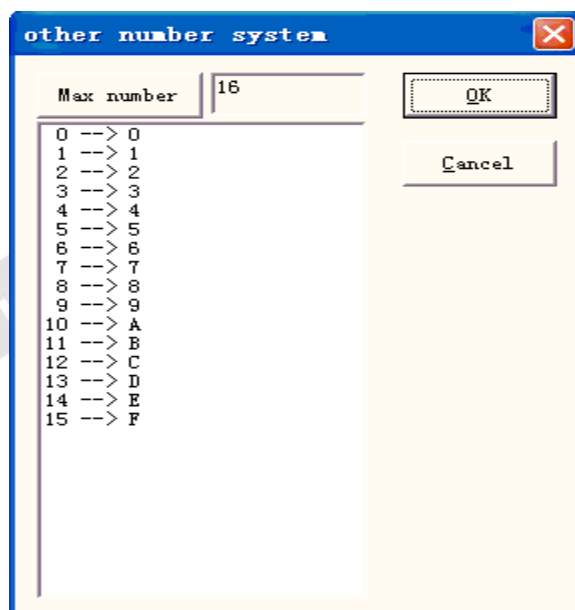 other number system
Max number
16
OK
0 --> 0
1 --> 1
2 --> 2
3 --> 3
4 --> 4
5 --> 5
6 --> 6
7 --> 7
8 --> 8
9 --> 9
10 --> A
11 --> B
12 --> C
13 --> D
14 --> E
15 --> F
Cancel